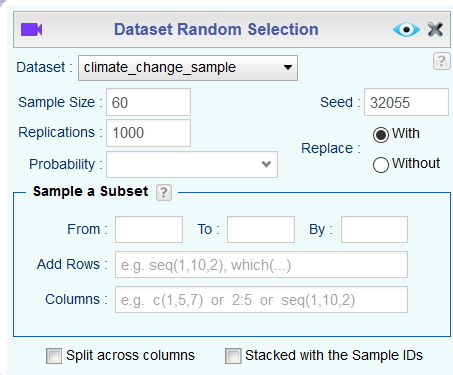 Dataset Random Selection
Dataset : climate_change_sample ?
Sample Size : 60 Seed : 32055
Replications : 1000 With
Replace :
Probability : Without
Sample a Subset ?
From : To : By :
Add Rows : e.g. seq(1,10,2), which(...)
Columns : e.g. c(1,5,7) or 2:5 or seq(1,10,2)
Split across columns Stacked with the Sample IDs